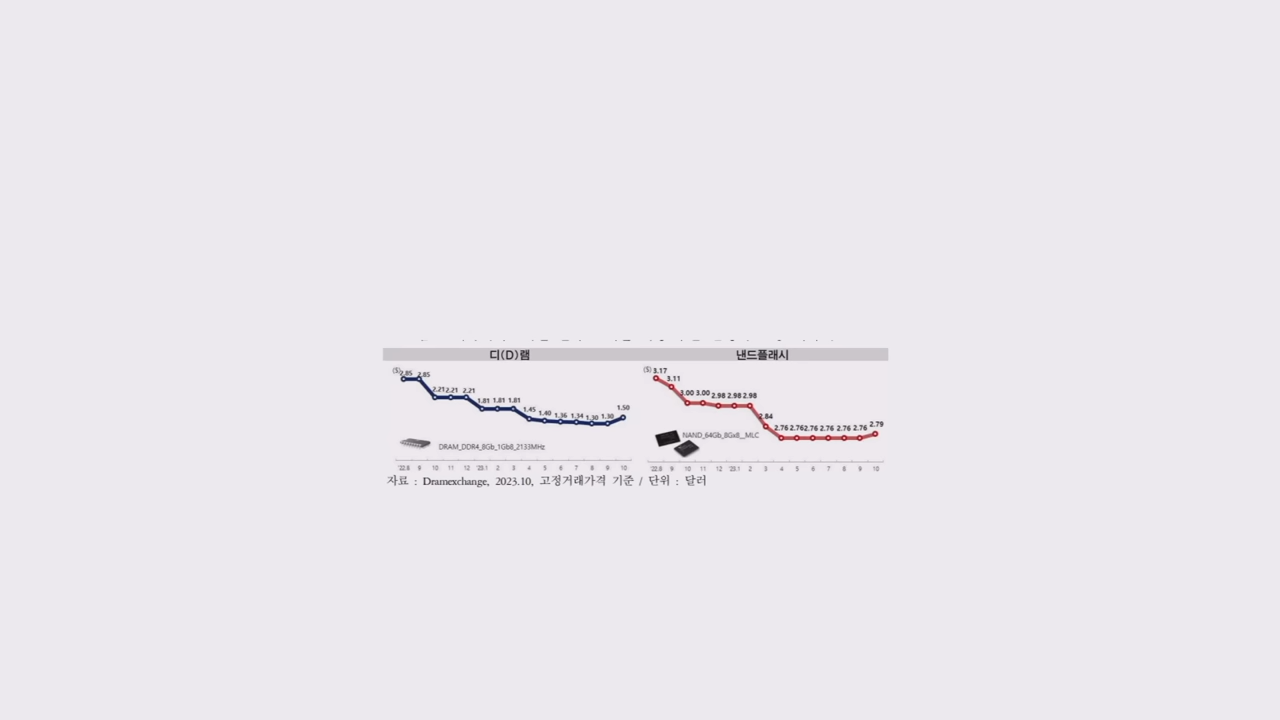 디(D)램
낸드플래시
($)
2.85 2.85 2.21 2.21 2.21 1.81 1.81 1.81 1.45 1.40 1.36 1.34 1.30 1.30 1.50
DRAM_DDR4_8Gb_1Gb8_2133MHz
'22.8 9 10 11 12 '23.1 2 3 4 5 6 7 8 9 10
($)
3.17 3.11 3.00 3.00 2.98 2.98 2.98 2.84 2.76 2.76 2.76 2.76 2.76 2.76 2.79
NAND_64Gb_8Gx8_MLC
'22.8 9 10 11 12 '23.1 2 3 4 5 6 7 8 9 10
자료 : Dramexchange, 2023.10, 고정거래가격 기준 / 단위 : 달러